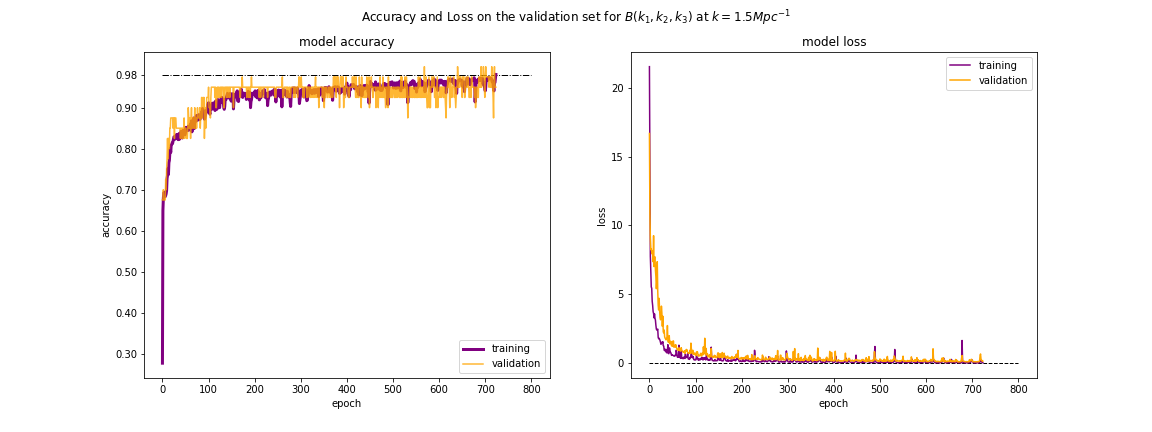 Accuracy and Loss on the validation set for B(k₁, k₂, k₃) at k = 1.5Mpc⁻¹
model accuracy
accuracy
0.98
0.90
0.80
0.70
0.60
0.50
0.40
0.30
0 100 200 300 400 500 600 700 800
epoch
training
validation
model loss
loss
20
15
10
5
0
0 100 200 300 400 500 600 700 800
epoch
training
validation